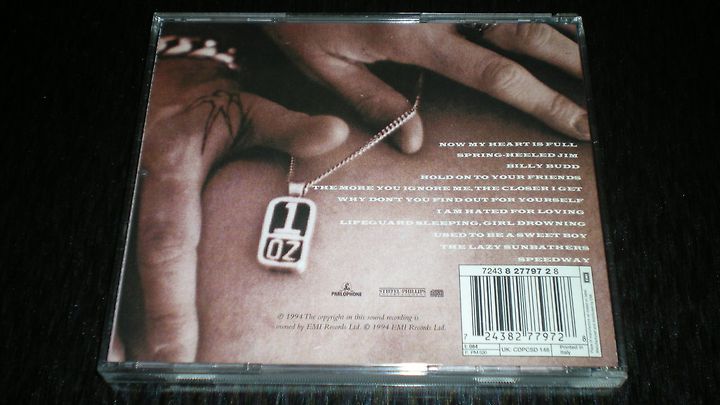 1
OZ
NOW MY HEART IS FULL
SPRING-HEELED JIM
BILLY BUDD
HOLD ON TO YOUR FRIENDS
THE MORE YOU IGNORE ME, THE CLOSER I GET
WHY DON'T YOU FIND OUT FOR YOURSELF
I AM HATED FOR LOVING
LIFEGUARD SLEEPING, GIRL DROWNING
USED TO BE A SWEET BOY
THE LAZY SUNBATHERS
SPEEDWAY
PARLOPHONE
© 1994 The copyright in this sound recording is
owned by EMI Records Ltd. © 1994 EMI Records Ltd.
7243 8 27797 2 8
7 24382 77972 8
UK: CDPCSD 148
Printed in
Italy
EMI